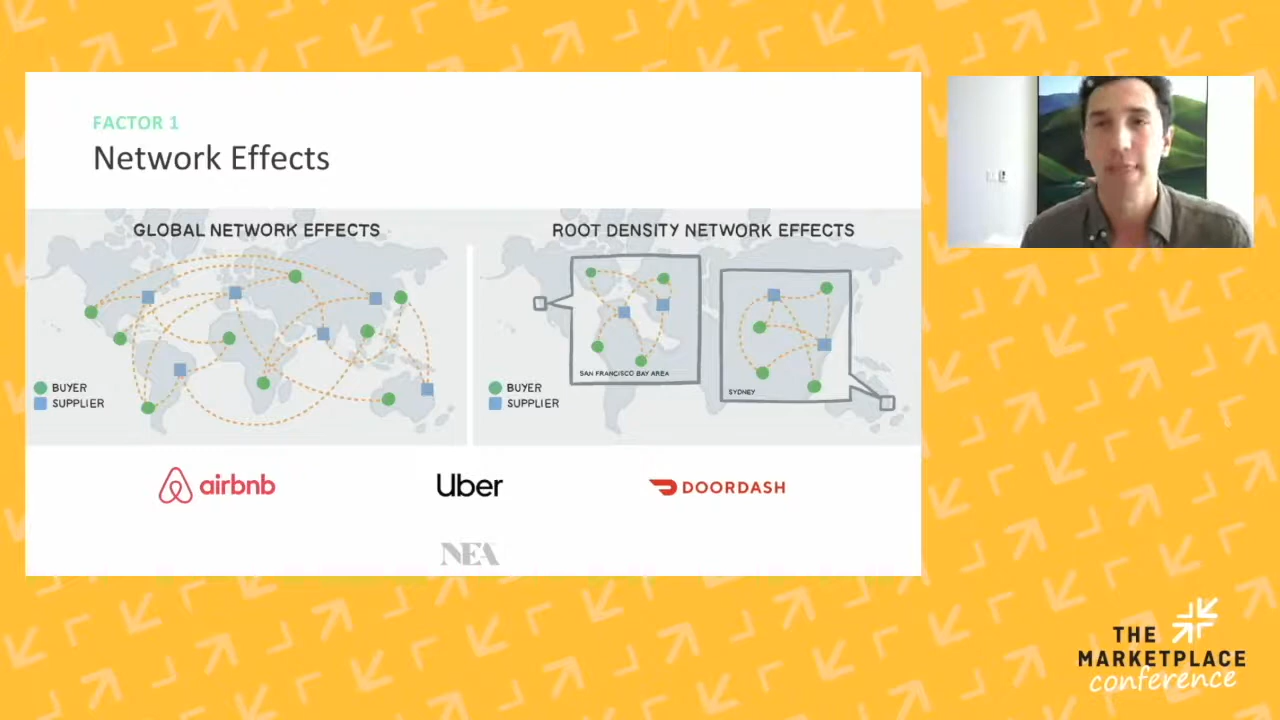 FACTOR 1
Network Effects
GLOBAL NETWORK EFFECTS
BUYER
SUPPLIER
ROOT DENSITY NETWORK EFFECTS
SAN FRANCISCO BAY AREA
SYDNEY
BUYER
SUPPLIER
airbnb
Uber
DOORDASH
NEA
THE
MARKETPLACE
conference